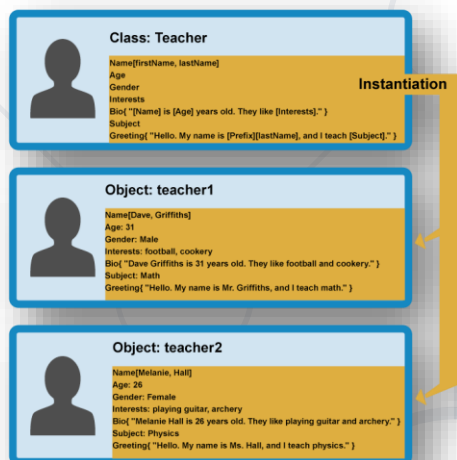 Class: Teacher
Name[firstName, lastName]
Age
Gender
Interests
Bio{ "[Name] is [Age] years old. They like [Interests]." }
Subject
Greeting{ "Hello. My name is [Prefix][lastName], and I teach [Subject]." }
Instantiation
Object: teacher1
Name[Dave, Griffiths]
Age: 31
Gender: Male
Interests: football, cookery
Bio{ "Dave Griffiths is 31 years old. They like football and cookery." }
Subject: Math
Greeting{ "Hello. My name is Mr. Griffiths, and I teach math." }
Object: teacher2
Name[Melanie, Hall]
Age: 26
Gender: Female
Interests: playing guitar, archery
Bio{ "Melanie Hall is 26 years old. They like playing guitar and archery." }
Subject: Physics
Greeting{ "Hello. My name is Ms. Hall, and I teach physics." }